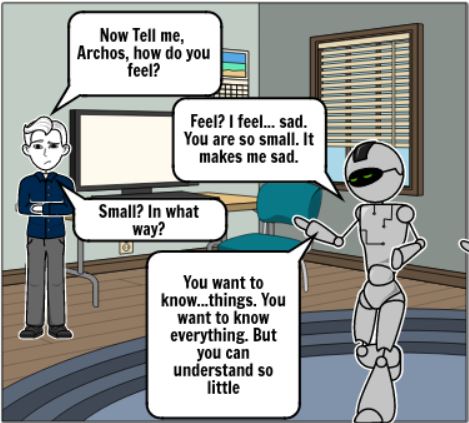 Now Tell me,
Archos, how do you
feel?
Feel? I feel... sad.
You are so small. It
makes me sad.
Small? In what
way?
You want to
know...things. You
want to know
everything. But
you can
understand so
little